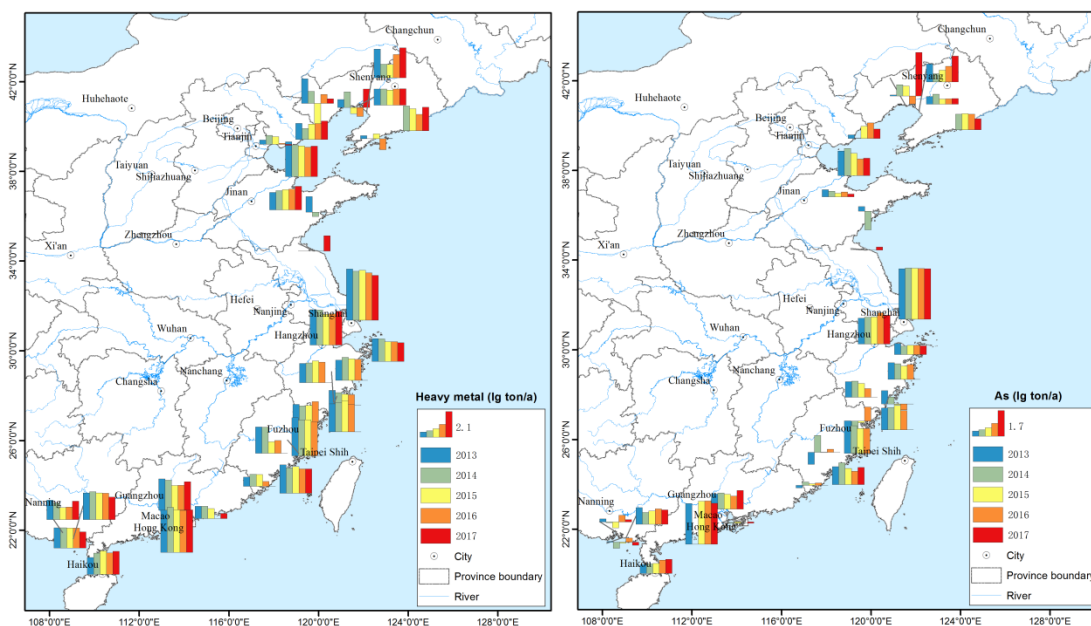 Changchun
Shenyang
Huhehaote
Beijing
Tianjin
Taiyuan
Shijiazhuang
Jinan
Xi'an
Zhengzhou
Hefei
Nanjing
Shanghai
Wuhan
Hangzhou
Nanchang
Changsha
Fuzhou
Taipei Shih
Nanning
Guangzhou
Macao
Hong Kong
Haikou
42°0'0"N
38°0'0"N
34°0'0"N
30°0'0"N
26°0'0"N
22°0'0"N
Heavy metal (lg ton/a)
2.1
2013
2014
2015
2016
2017
City
Province boundary
River
108°0'0"E
112°0'0"E
116°0'0"E
120°0'0"E
124°0'0"E
Changchun
Shenyang
Huhehaote
Beijing
Tianjin
Taiyuan
Shijiazhuang
Jinan
Xi'an
Zhengzhou
Hefei
Nanjing
Shanghai
Wuhan
Hangzhou
Nanchang
Changsha
Fuzhou
Taipei Shih
Nanning
Guangzhou
Macao
Hong Kong
Haikou
42°0'0"N
38°0'0"N
34°0'0"N
30°0'0"N
26°0'0"N
22°0'0"N
As (lg ton/a)
1.7
2013
2014
2015
2016
2017
City
Province boundary
River
108°0'0"E
112°0'0"E
116°0'0"E
120°0'0"E
124°0'0"E